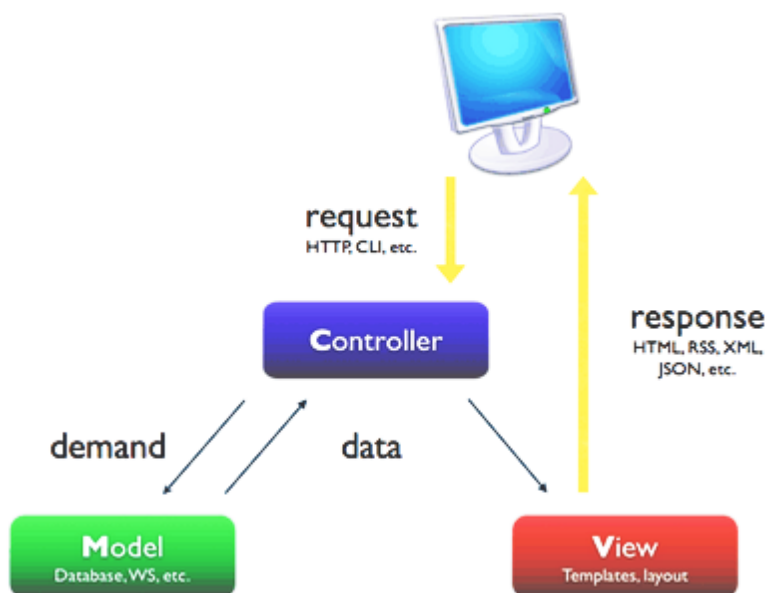 request
HTTP, CLI, etc.
Controller
response
HTML, RSS, XML,
JSON, etc.
demand
data
Model
Database, WS, etc.
View
Templates, layout